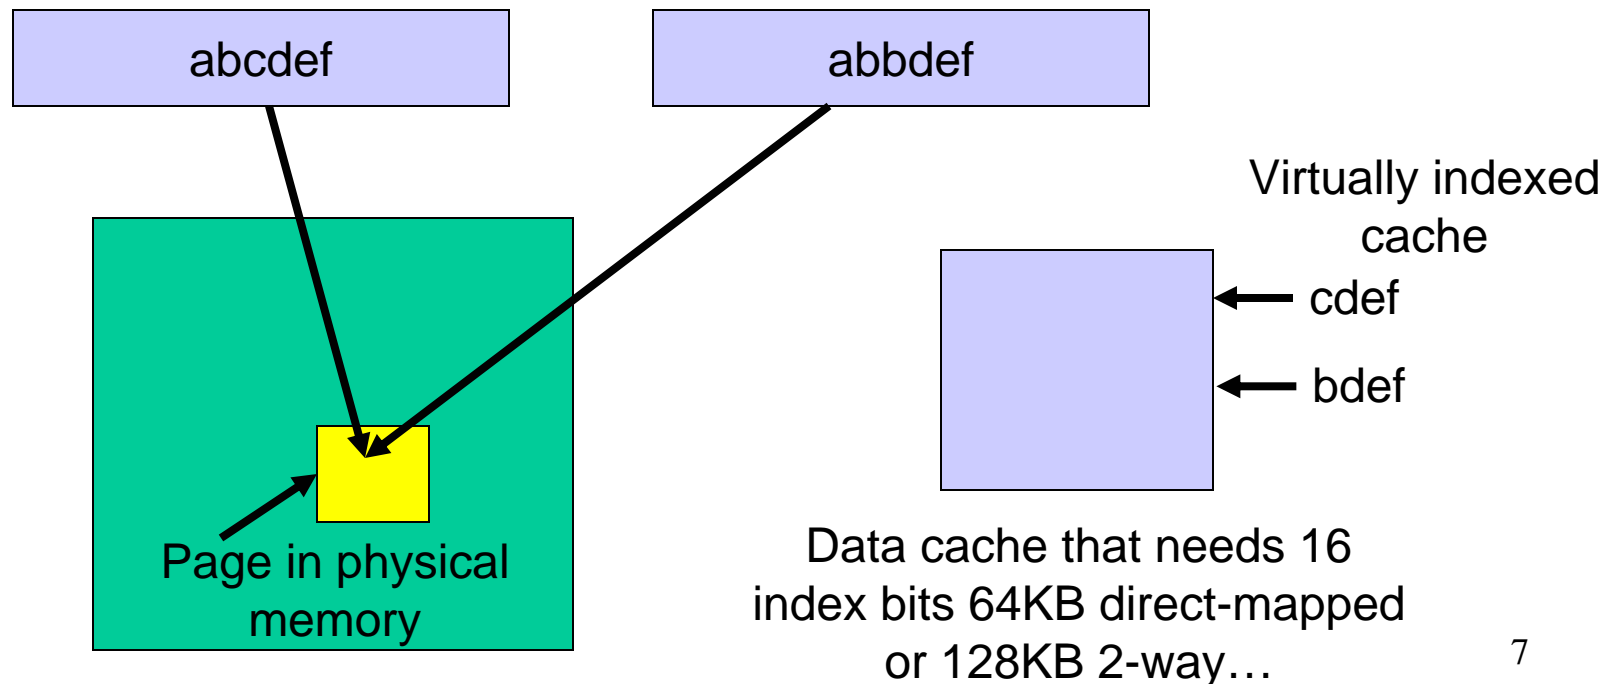 abcdef
abbdef
Virtually indexed
cache
cdef
bdef
Page in physical
memory
Data cache that needs 16
index bits 64KB direct-mapped
or 128KB 2-way…
7